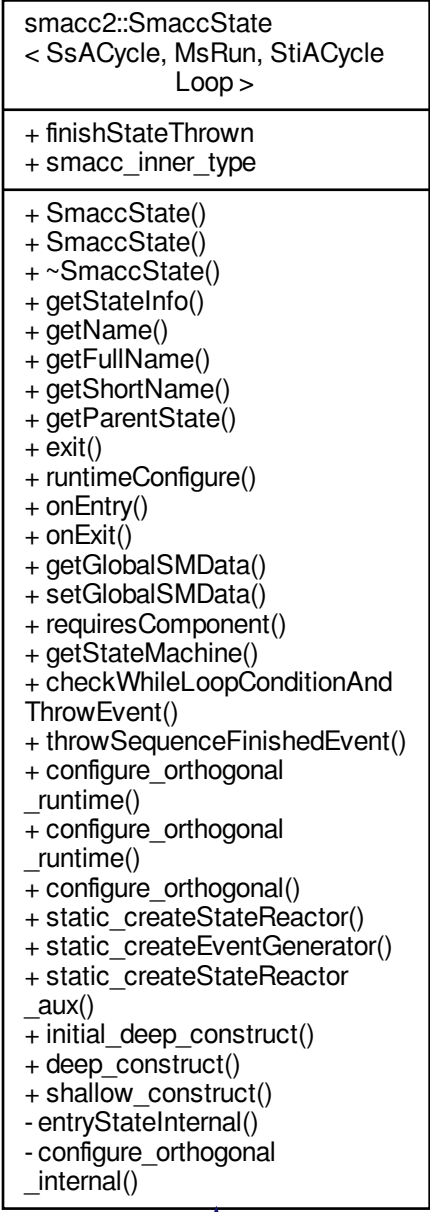 smacc2::SmaccState
< SsACycle, MsRun, StiACycle
Loop >
+ finishStateThrown
+ smacc_inner_type
+ SmaccState()
+ SmaccState()
+ ~SmaccState()
+ getStateInfo()
+ getName()
+ getFullName()
+ getShortName()
+ getParentState()
+ exit()
+ runtimeConfigure()
+ onEntry()
+ onExit()
+ getGlobalSMData()
+ setGlobalSMData()
+ requiresComponent()
+ getStateMachine()
+ checkWhileLoopConditionAnd
ThrowEvent()
+ throwSequenceFinishedEvent()
+ configure_orthogonal
_runtime()
+ configure_orthogonal
_runtime()
+ configure_orthogonal()
+ static_createStateReactor()
+ static_createEventGenerator()
+ static_createStateReactor
_aux()
+ initial_deep_construct()
+ deep_construct()
+ shallow_construct()
- entryStateInternal()
- configure_orthogonal
_internal()